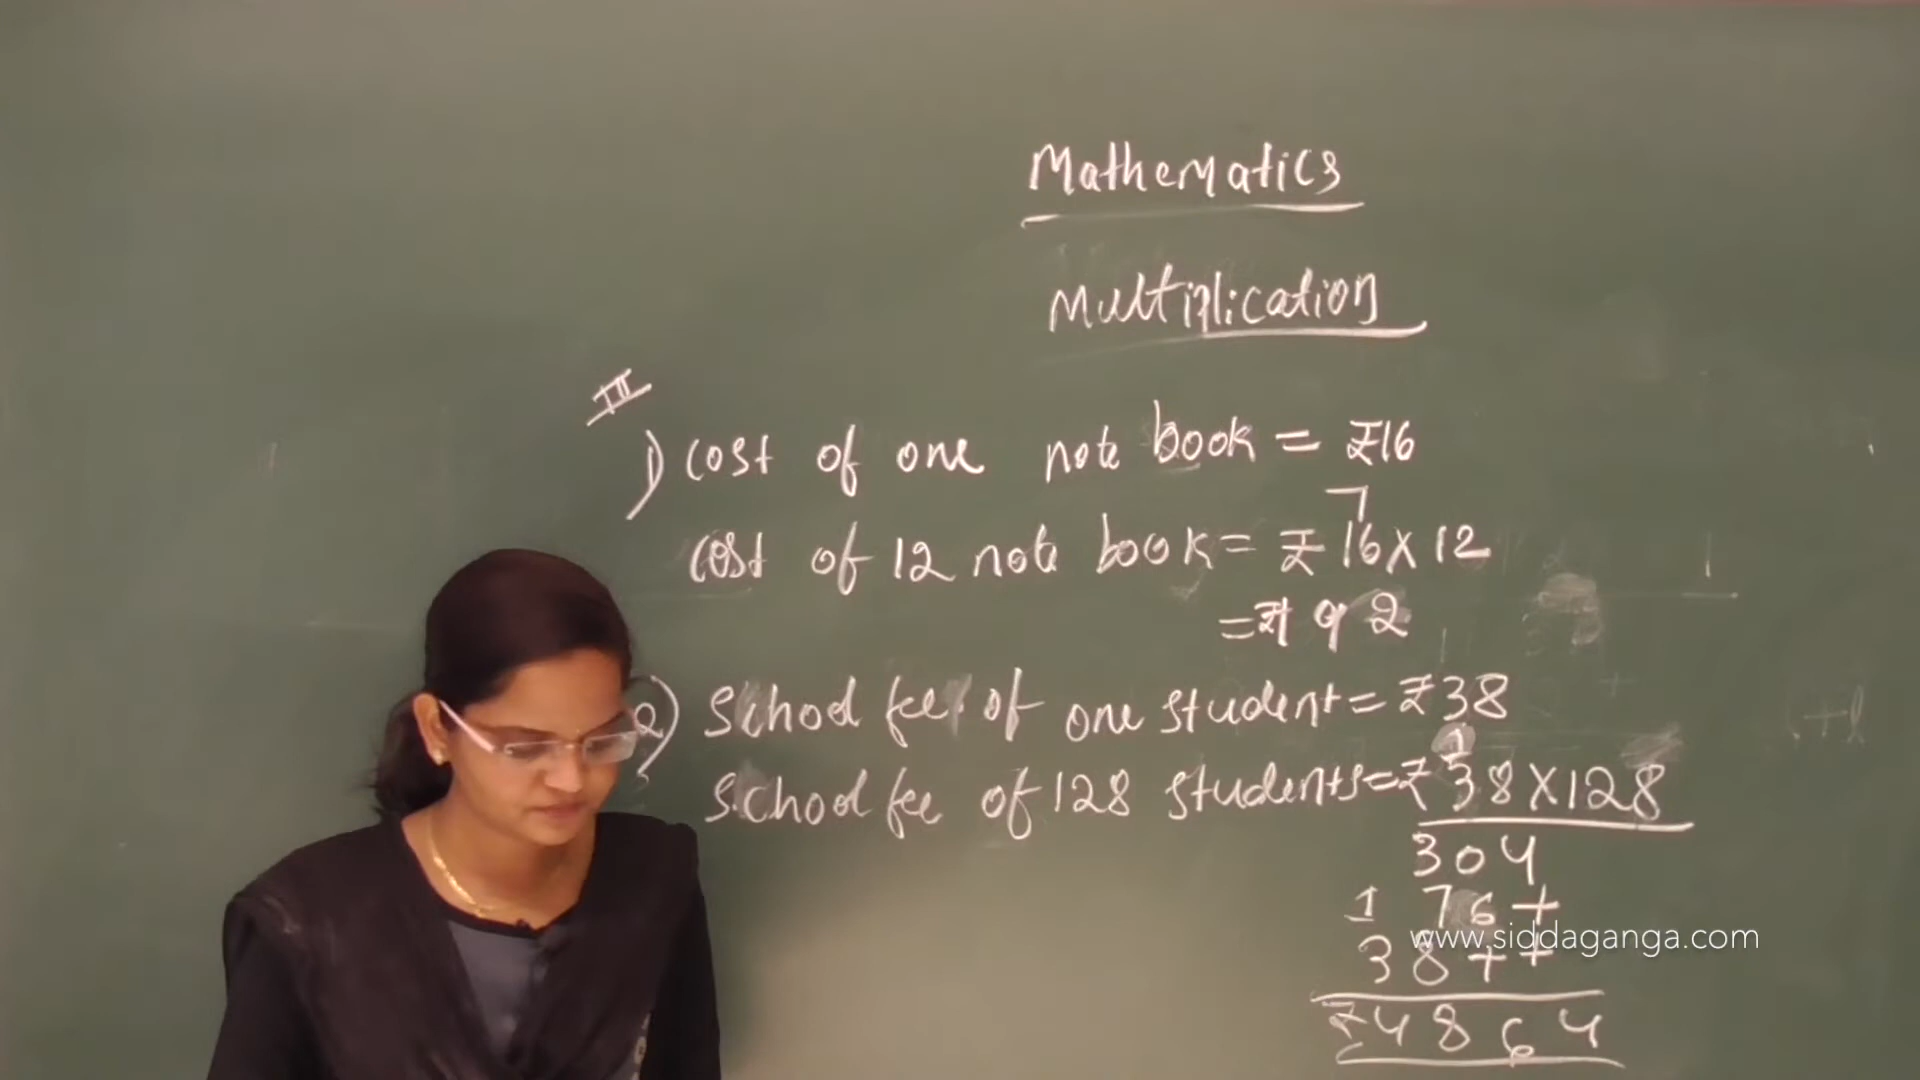 Mathematics
Multiplication
II
1) Cost of one note book = ₹16
7
Cost of 12 note book = ₹ 16 x 12
= ₹ 192
2) School fee of one student = ₹38
School fee of 128 students = ₹ 38 x 128
304
1 76+
38++
₹4864
www.siddaganga.com